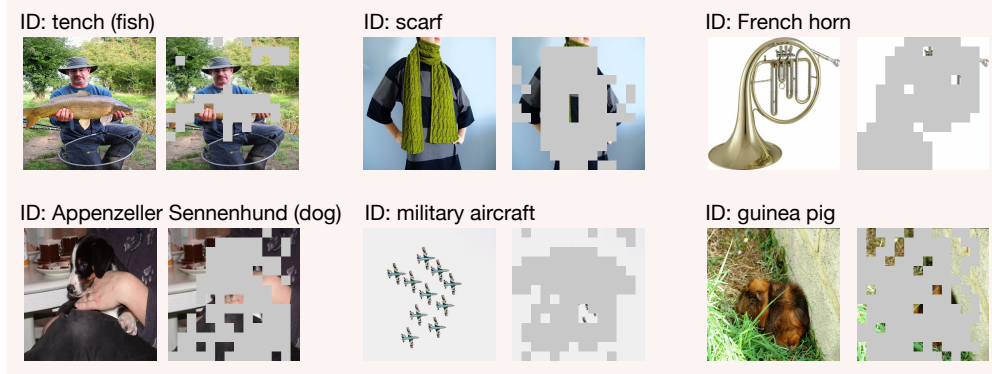 ID: tench (fish)
ID: scarf
ID: French horn
ID: Appenzeller Sennenhund (dog)
ID: military aircraft
ID: guinea pig